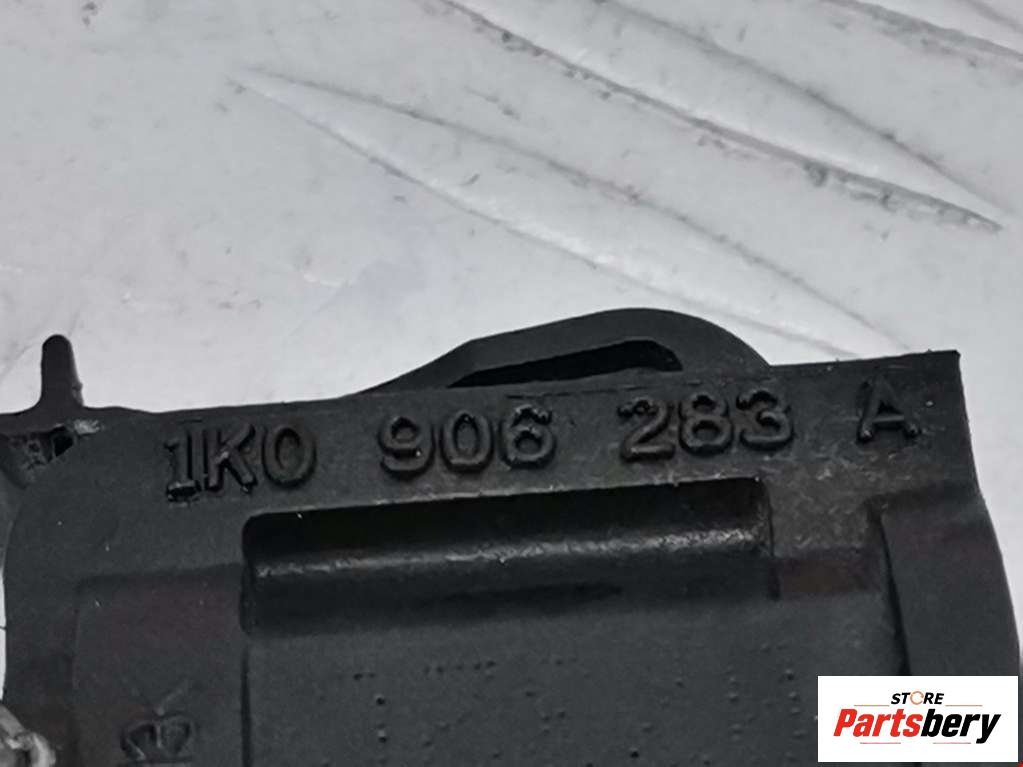 1K0 906 283 A
STORE
Partsbery